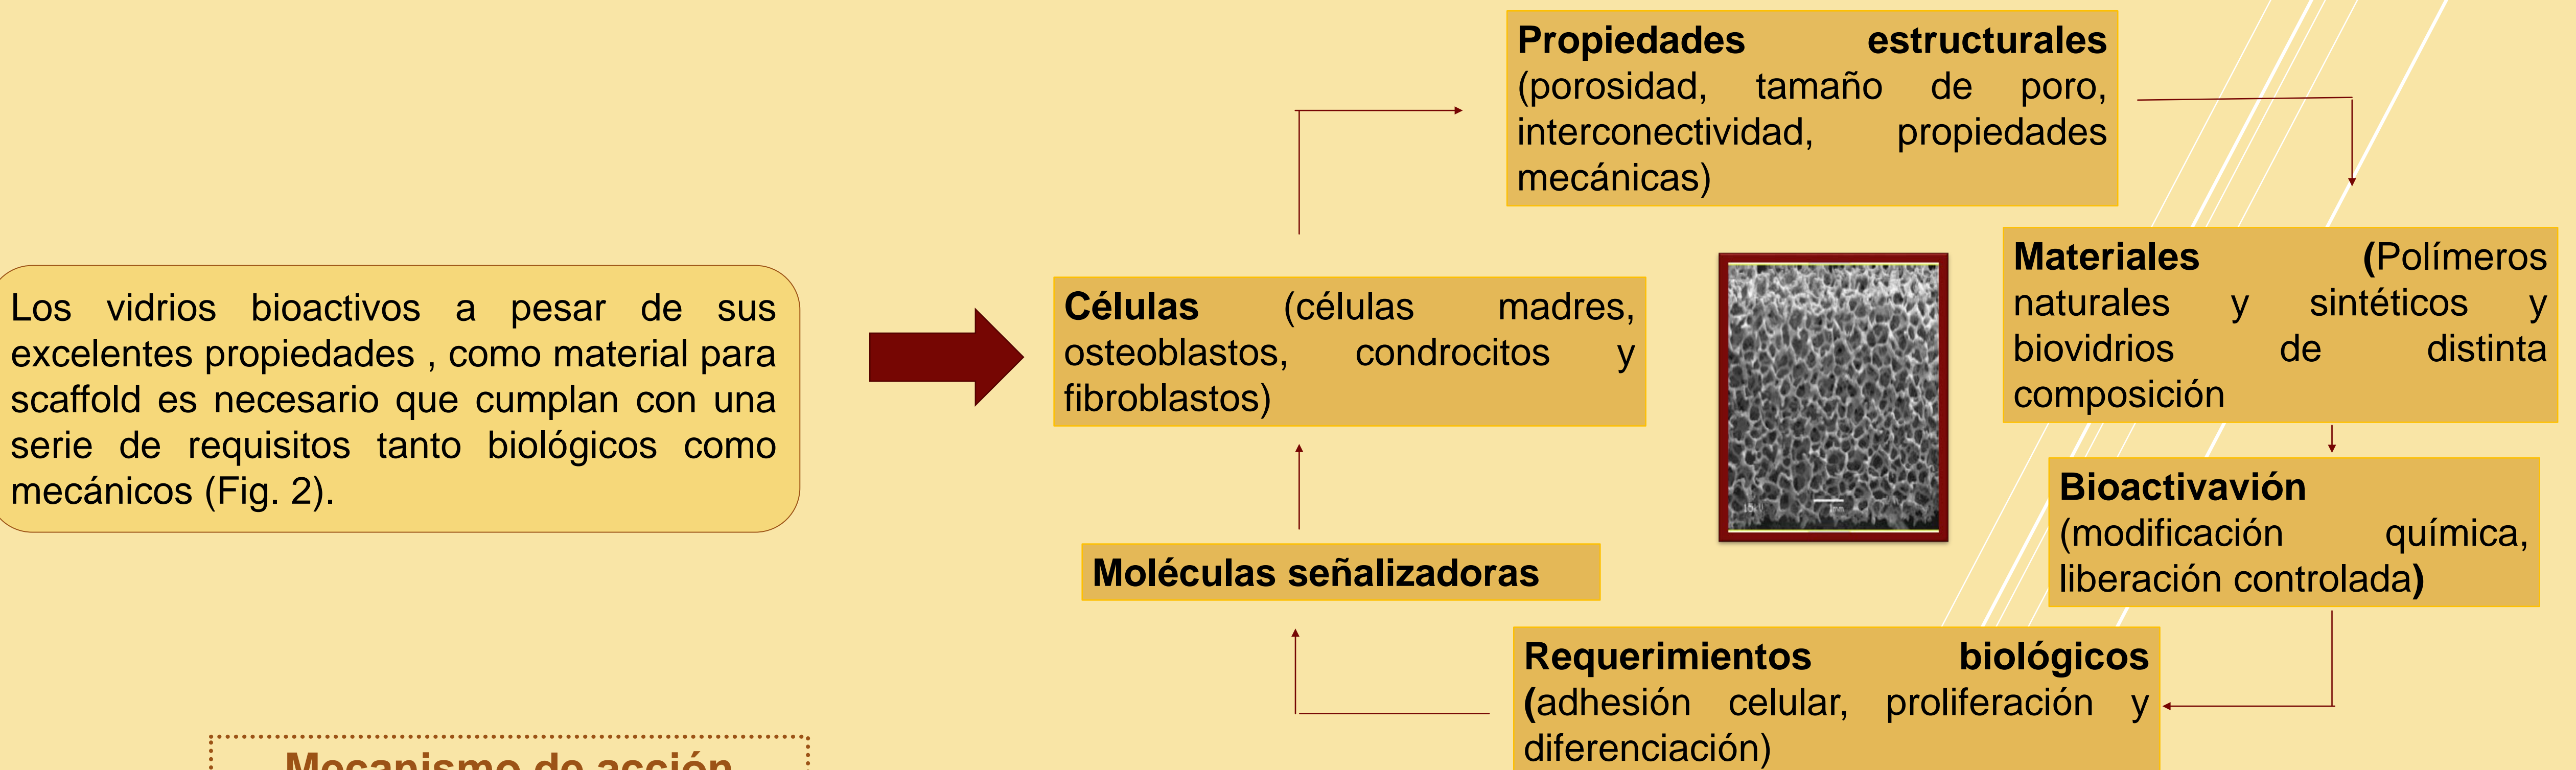 Los vidrios bioactivos a pesar de sus
excelentes propiedades , como material para
scaffold es necesario que cumplan con una
serie de requisitos tanto biológicos como
mecánicos (Fig. 2).
Propiedades estructurales
(porosidad, tamaño de poro,
interconectividad, propiedades
mecánicas)
Materiales (Polímeros
naturales y sintéticos y
biovidrios de distinta
composición
Bioactivavión
(modificación química,
liberación controlada)
Requerimientos biológicos
(adhesión celular, proliferación y
diferenciación)
Moléculas señalizadoras
Células (células madres,
osteoblastos, condrocitos y
fibroblastos)
Mecanismo de acción